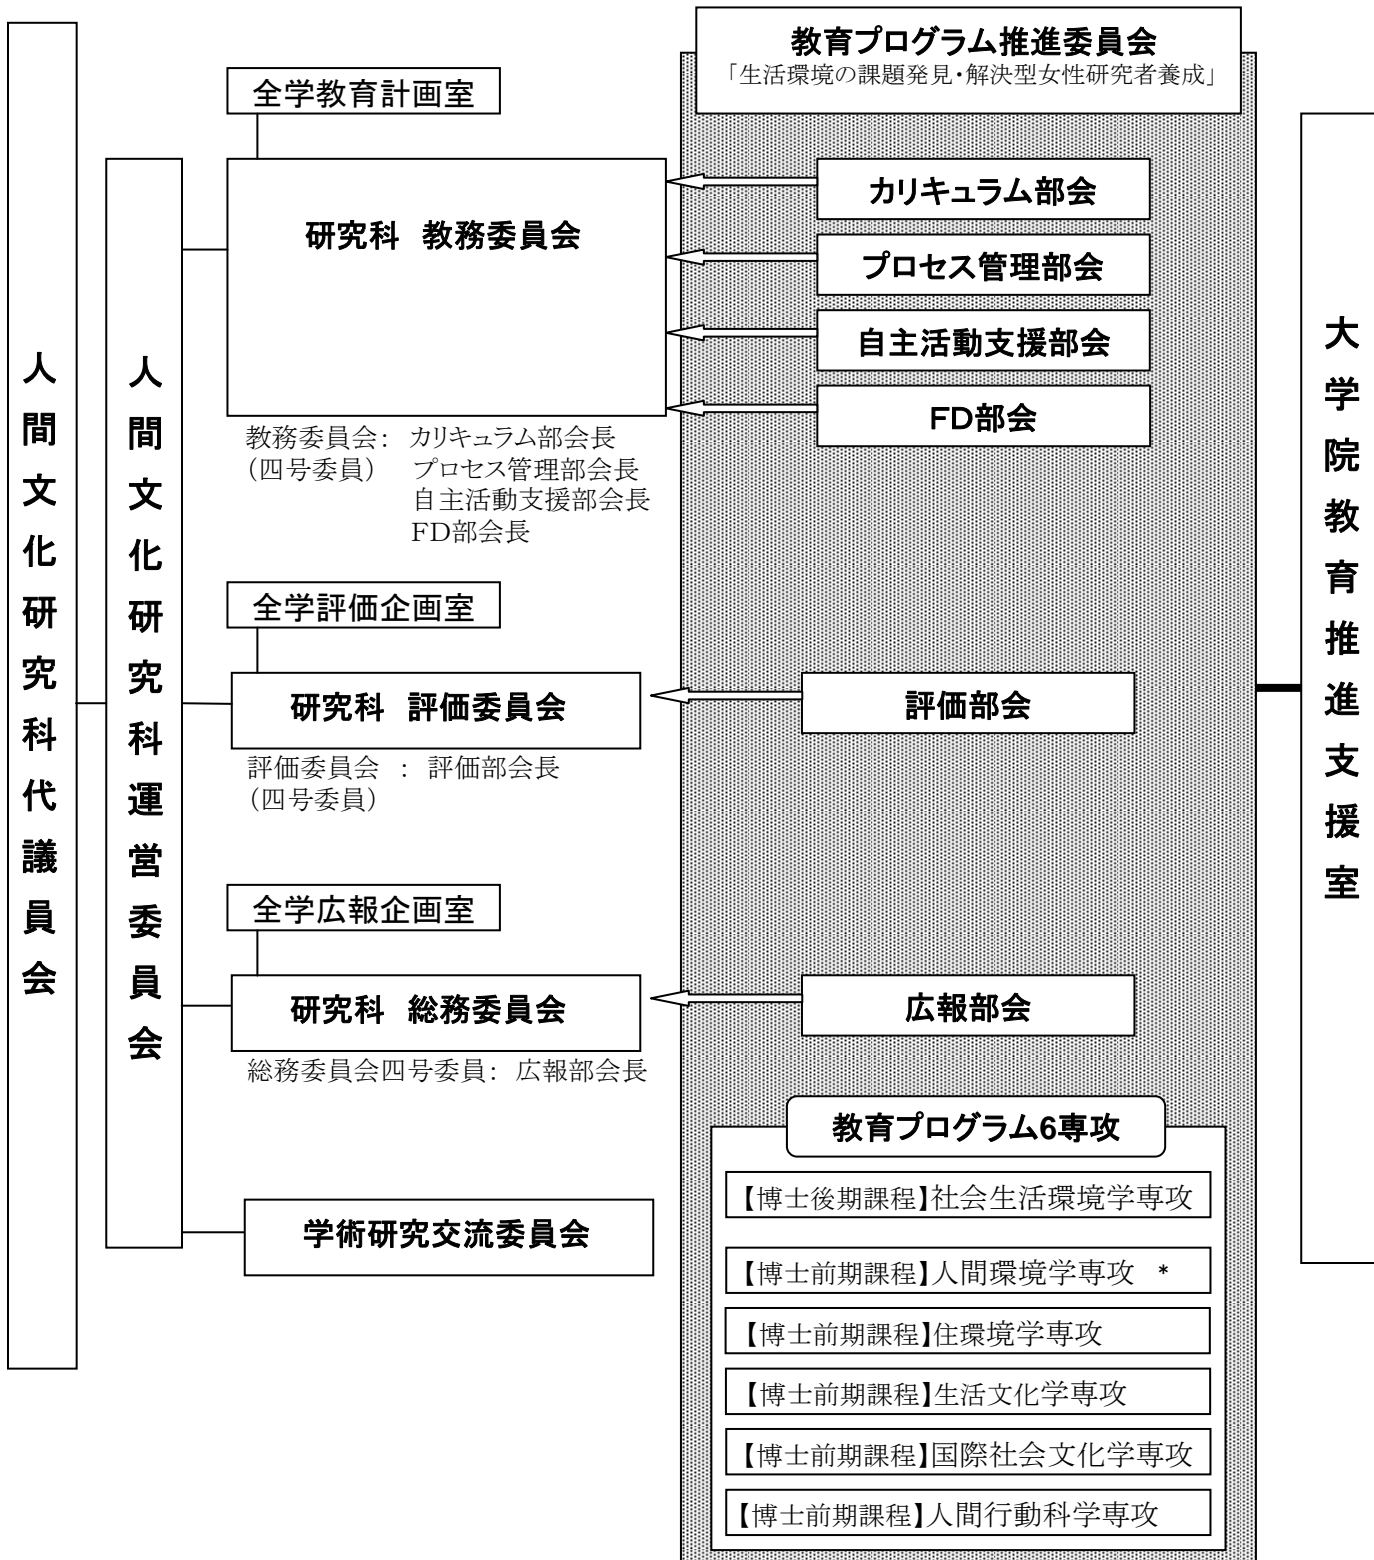 教育プログラム推進委員会
「生活環境の課題発見・解決型女性研究者養成」
人間文化研究科代議員会
人間文化研究科運営委員会
全学教育計画室
研究科　教務委員会
カリキュラム部会
プロセス管理部会
自主活動支援部会
FD部会
教務委員会： カリキュラム部会長
（四号委員） プロセス管理部会長
自主活動支援部会長
FD部会長
全学評価企画室
研究科　評価委員会
評価部会
評価委員会 ： 評価部会長
（四号委員）
全学広報企画室
研究科　総務委員会
広報部会
総務委員会四号委員： 広報部会長
学術研究交流委員会
教育プログラム6専攻
【博士後期課程】社会生活環境学専攻
【博士前期課程】人間環境学専攻 *
【博士前期課程】住環境学専攻
【博士前期課程】生活文化学専攻
【博士前期課程】国際社会文化学専攻
【博士前期課程】人間行動科学専攻
大学院教育推進支援室